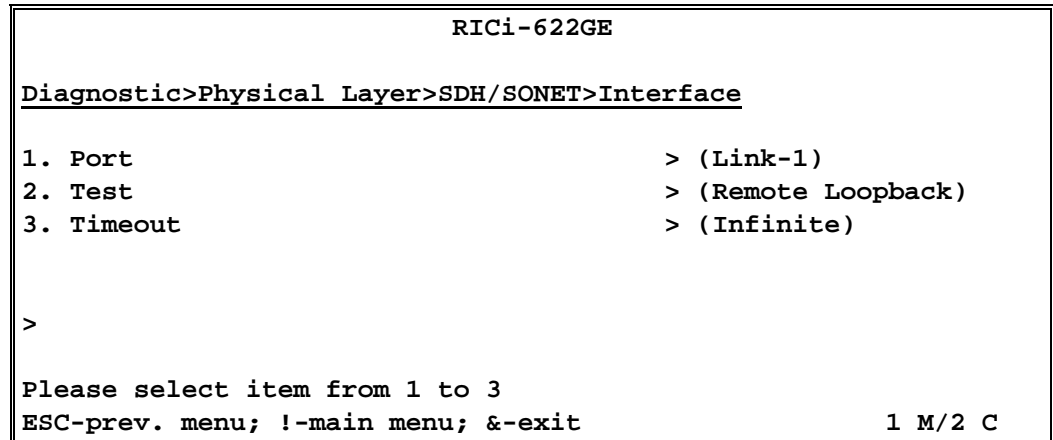 RICi-622GE
Diagnostic>Physical Layer>SDH/SONET>Interface
1. Port > (Link-1)
2. Test > (Remote Loopback)
3. Timeout > (Infinite)
>
Please select item from 1 to 3
ESC-prev. menu; !-main menu; &-exit 1 M/2 C